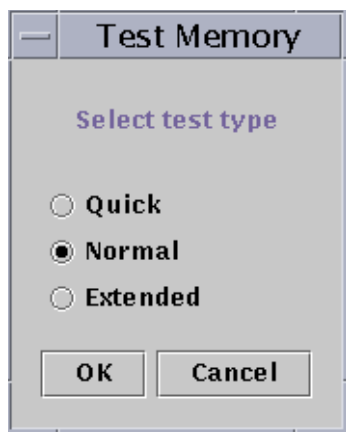 Test Memory
Select test type
Quick
Normal
Extended
OK Cancel